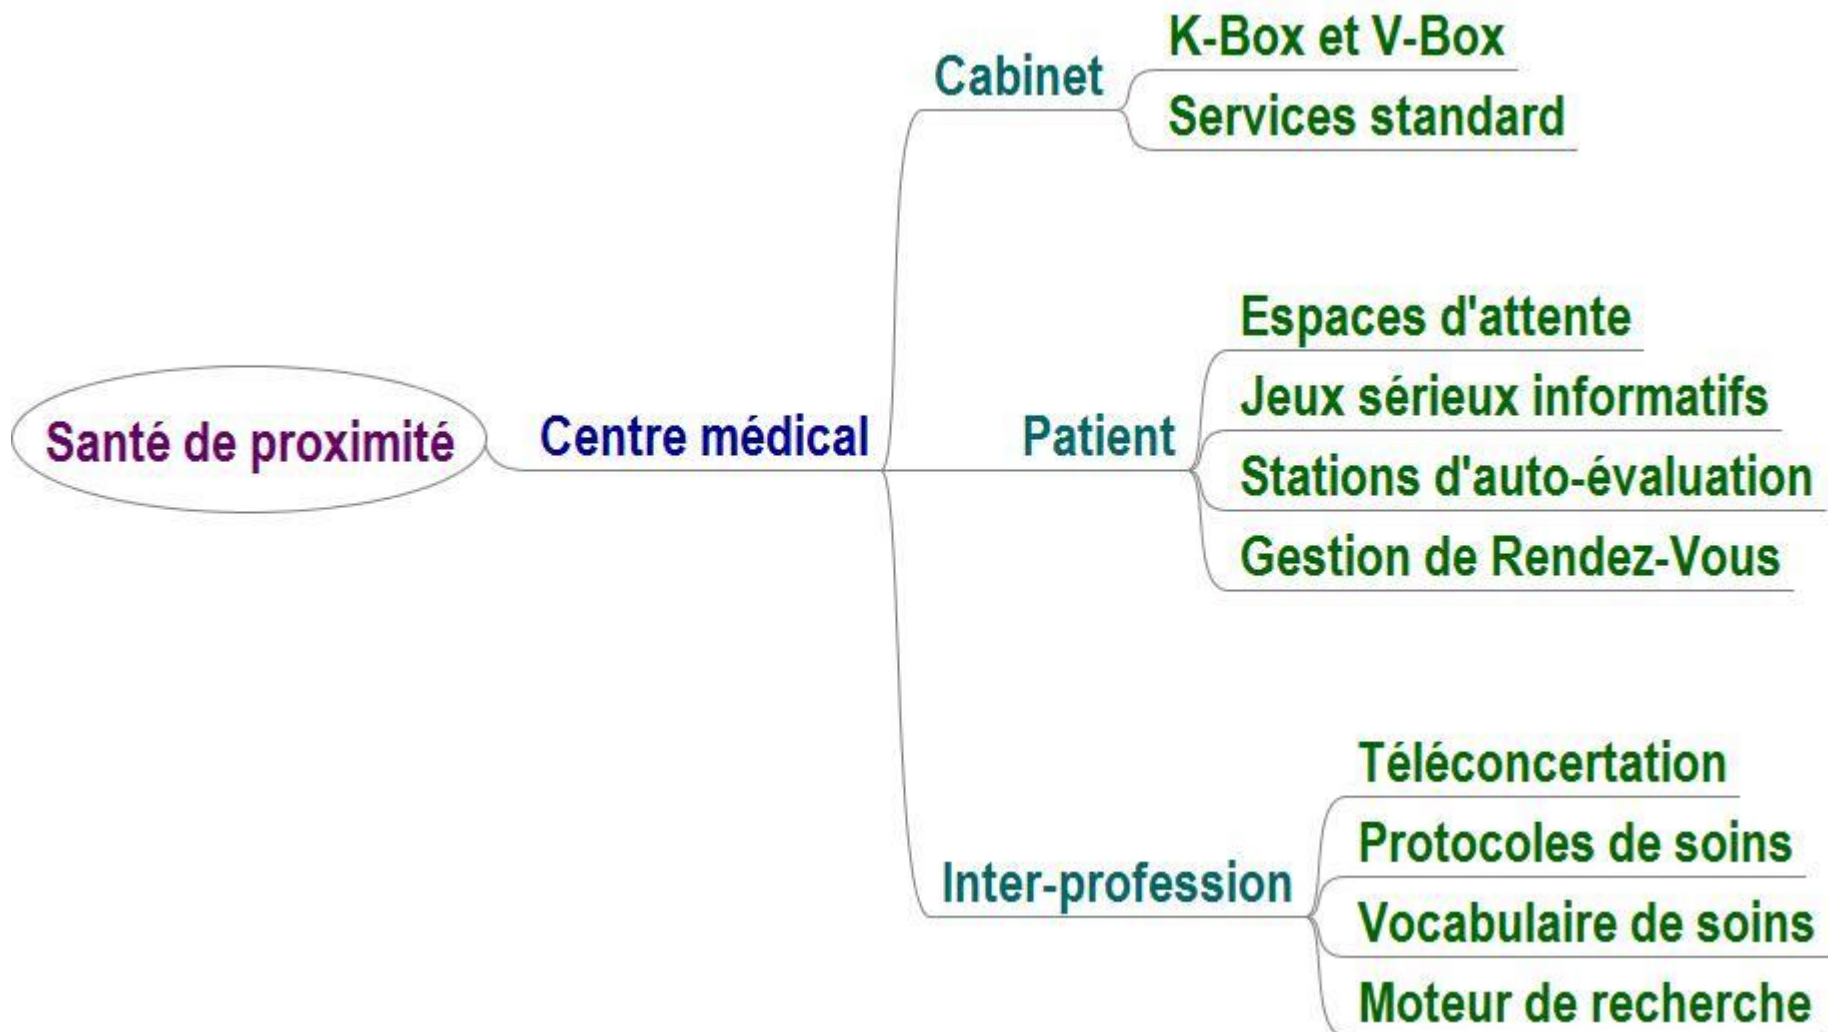 Santé de proximité
Centre médical
Cabinet
K-Box et V-Box
Services standard
Patient
Espaces d'attente
Jeux sérieux informatifs
Stations d'auto-évaluation
Gestion de Rendez-Vous
Inter-profession
Téléconcertation
Protocoles de soins
Vocabulaire de soins
Moteur de recherche